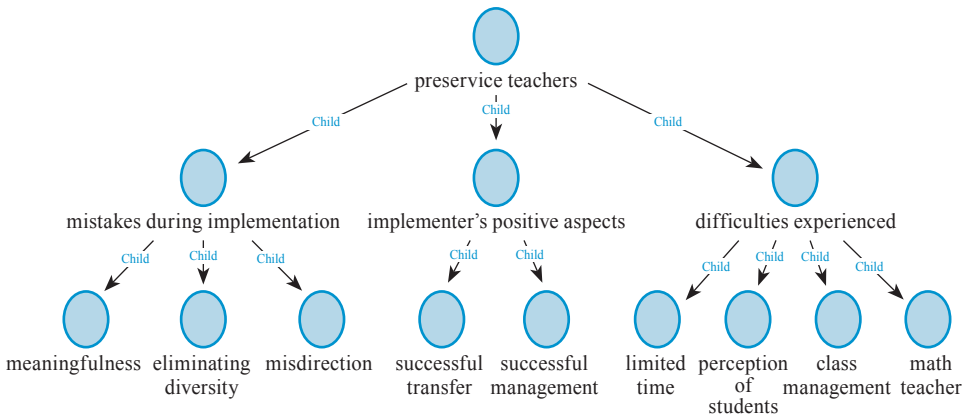 preservice teachers
Child
Child
Child
mistakes during implementation
implementer's positive aspects
difficulties experienced
Child
Child
Child
Child
Child
Child
Child
Child
Child
meaningfulness
eliminating
diversity
misdirection
successful
transfer
successful
management
limited
time
perception
of
students
class
management
math
teacher